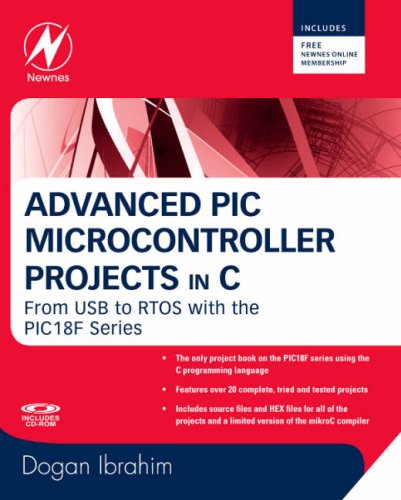 INCLUDES
FREE
NEWNES ONLINE
MEMBERSHIP
Newnes
ADVANCED PIC
MICROCONTROLLER
PROJECTS IN C
From USB to RTOS with the
PIC18F Series
• The only project book on the PIC18F series using the
C programming language
• Features over 20 complete, tried and tested projects
• Includes source files and HEX files for all of the
projects and a limited version of the mikroC compiler
INCLUDES
CD-ROM
Dogan Ibrahim